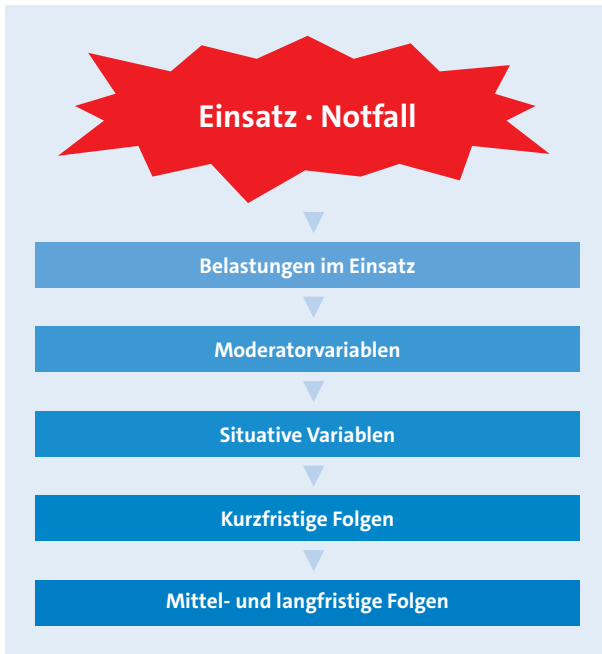 Einsatz · Notfall
Belastungen im Einsatz
Moderatorvariablen
Situative Variablen
Kurzfristige Folgen
Mittel- und langfristige Folgen